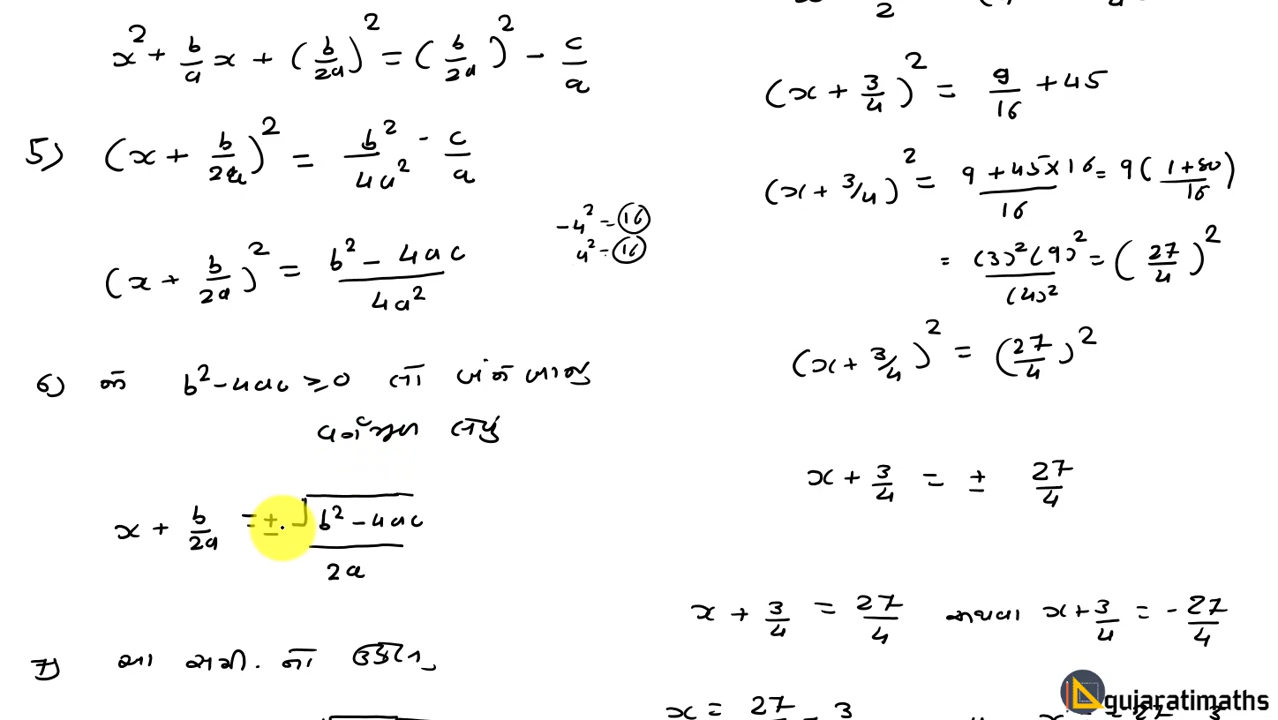 x² + b/a x + (b/2a)² = (b/2a)² - c/a
5) (x + b/2a)² = b²/4a² - c/a
(x + b/2a)² = (b² - 4ac)/4a²
-4² = 16
4² = 16
6) જો b² - 4ac ≥ 0 તો બંને બાજુ
વર્ગમૂળ લેતાં
x + b/2a = ± √(b² - 4ac)/2a
7) આ સમી. ના ઉકેલ
(x + 3/4)² = 9/16 + 45
(x + 3/4)² = (9 + 45×16)/16 = 9((1+80)/16)
= (3)²(9)²/(4)² = (27/4)²
(x + 3/4)² = (27/4)²
x + 3/4 = ± 27/4
x + 3/4 = 27/4 અથવા x + 3/4 = - 27/4
x = 27/4 - 3
gujaratimaths